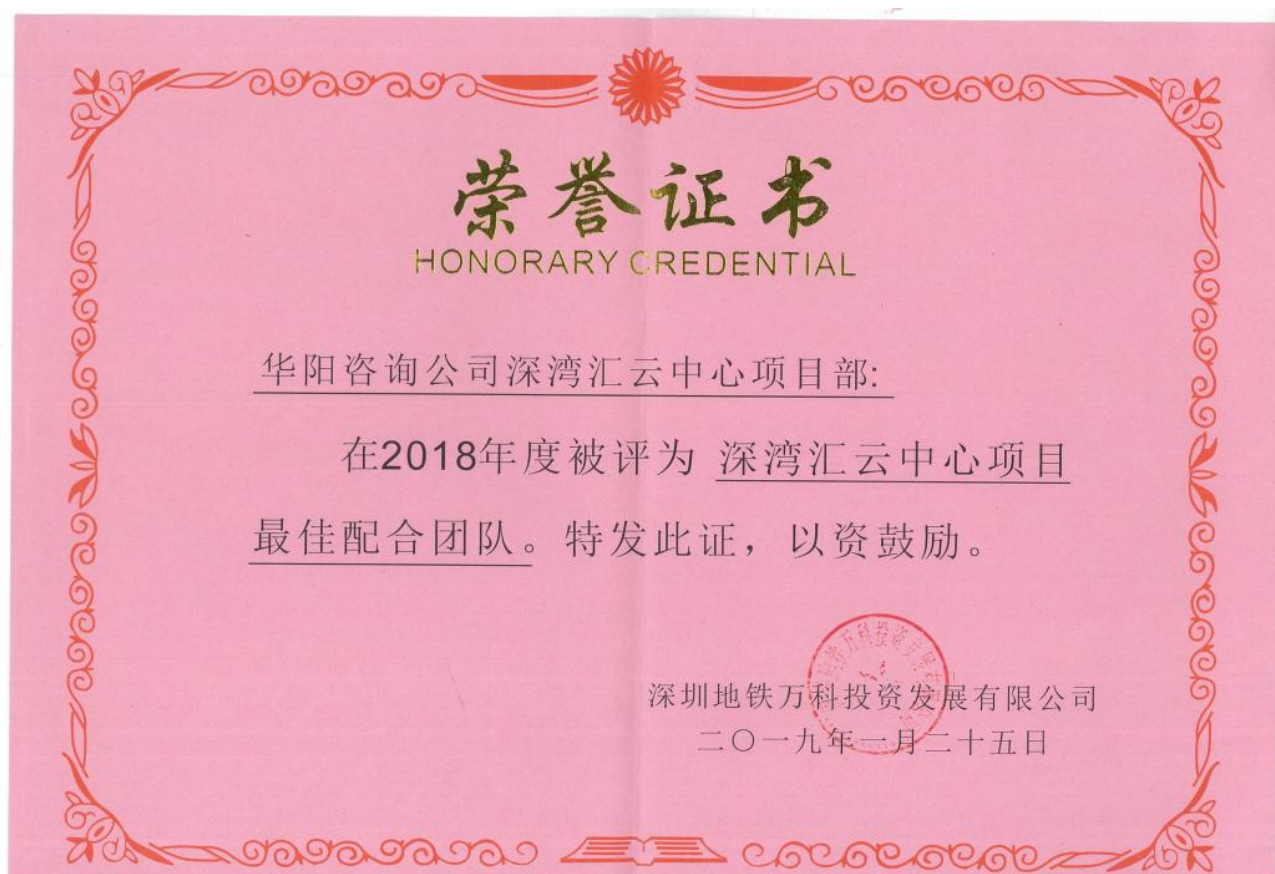 荣誉证书
HONORARY CREDENTIAL
华阳咨询公司深湾汇云中心项目部:
在2018年度被评为 深湾汇云中心项目
最佳配合团队。特发此证，以资鼓励。
深圳地铁万科投资发展有限公司
二〇一九年一月二十五日